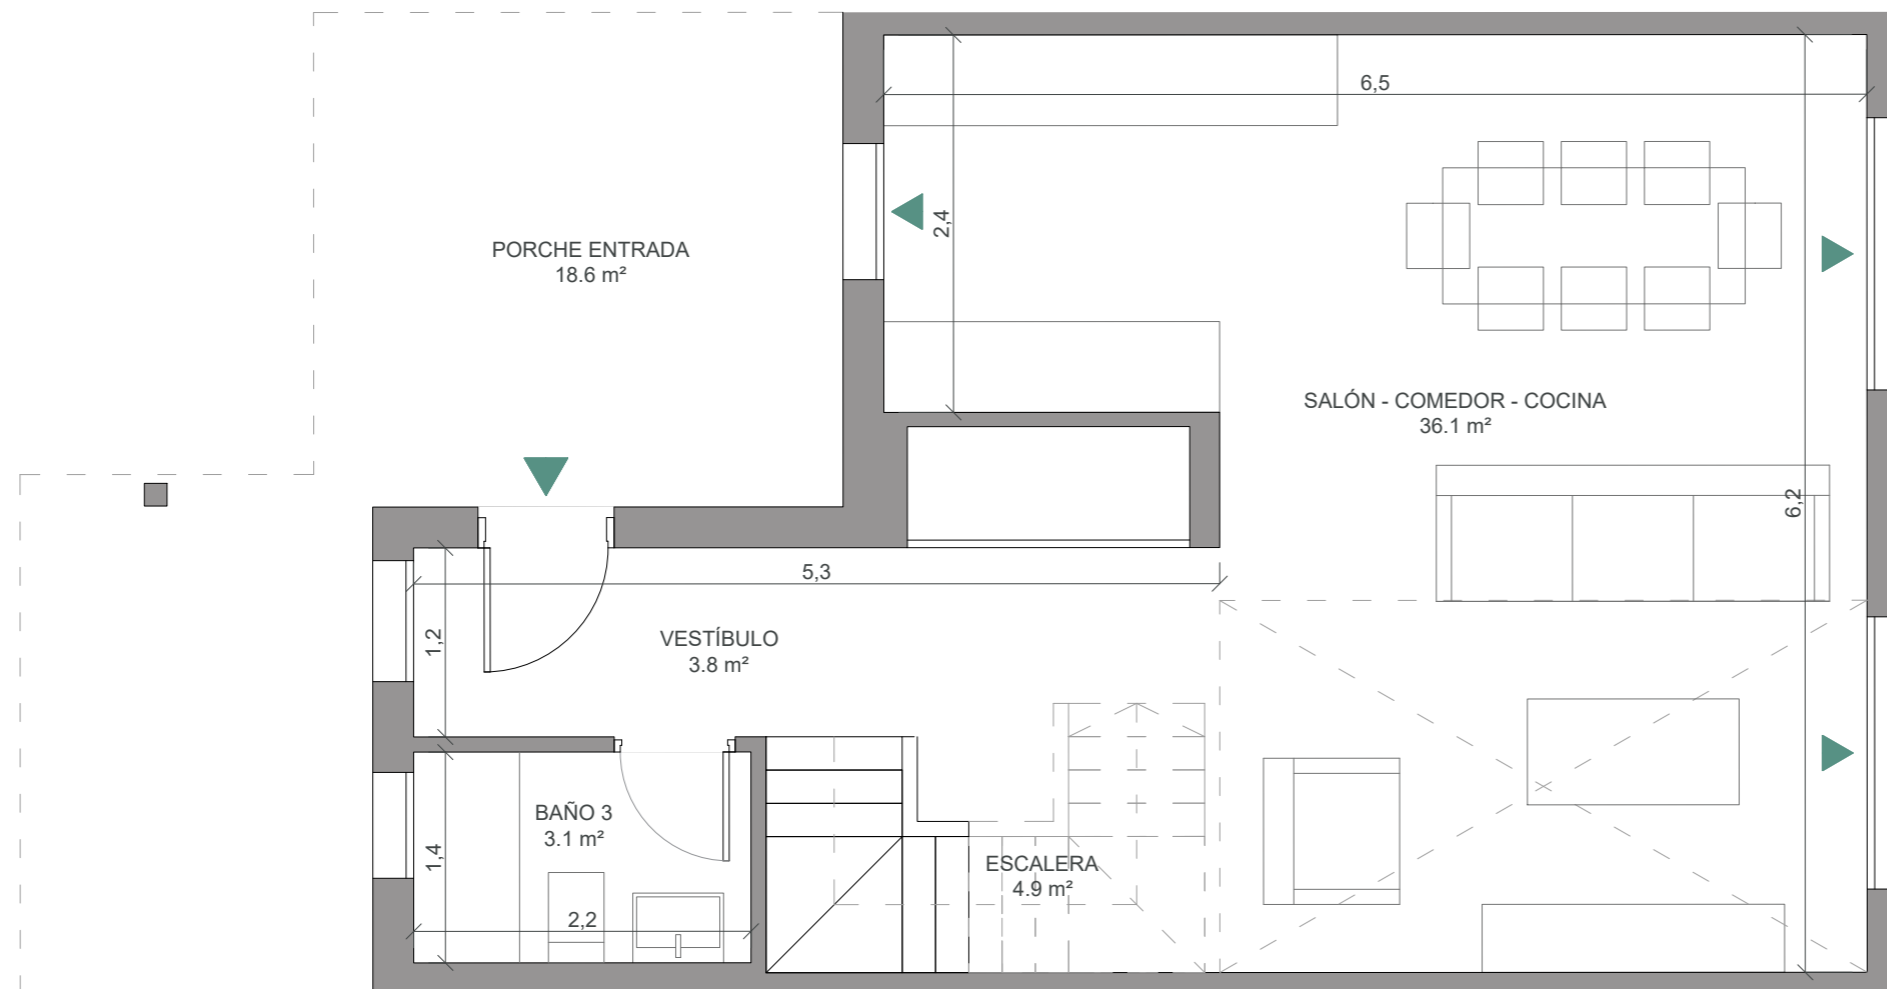 6,5
2,4
PORCHE ENTRADA
18.6 m²
SALÓN - COMEDOR - COCINA
36.1 m²
6,2
5,3
1,2
VESTÍBULO
3.8 m²
BAÑO 3
3.1 m²
1,4
ESCALERA
4.9 m²
2,2